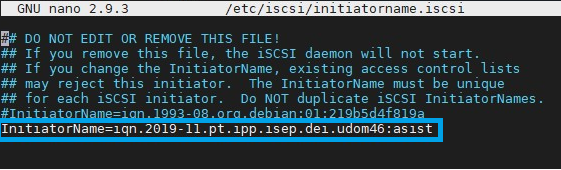 GNU nano 2.9.3 /etc/iscsi/initiatorname.iscsi
## DO NOT EDIT OR REMOVE THIS FILE!
## If you remove this file, the iSCSI daemon will not start.
## If you change the InitiatorName, existing access control lists
## may reject this initiator.  The InitiatorName must be unique
## for each iSCSI initiator.  Do NOT duplicate iSCSI InitiatorNames.
#InitiatorName=iqn.1993-08.org.debian:01:219b5d4f819a
InitiatorName=iqn.2019-11.pt.ipp.isep.dei.udom46:asist